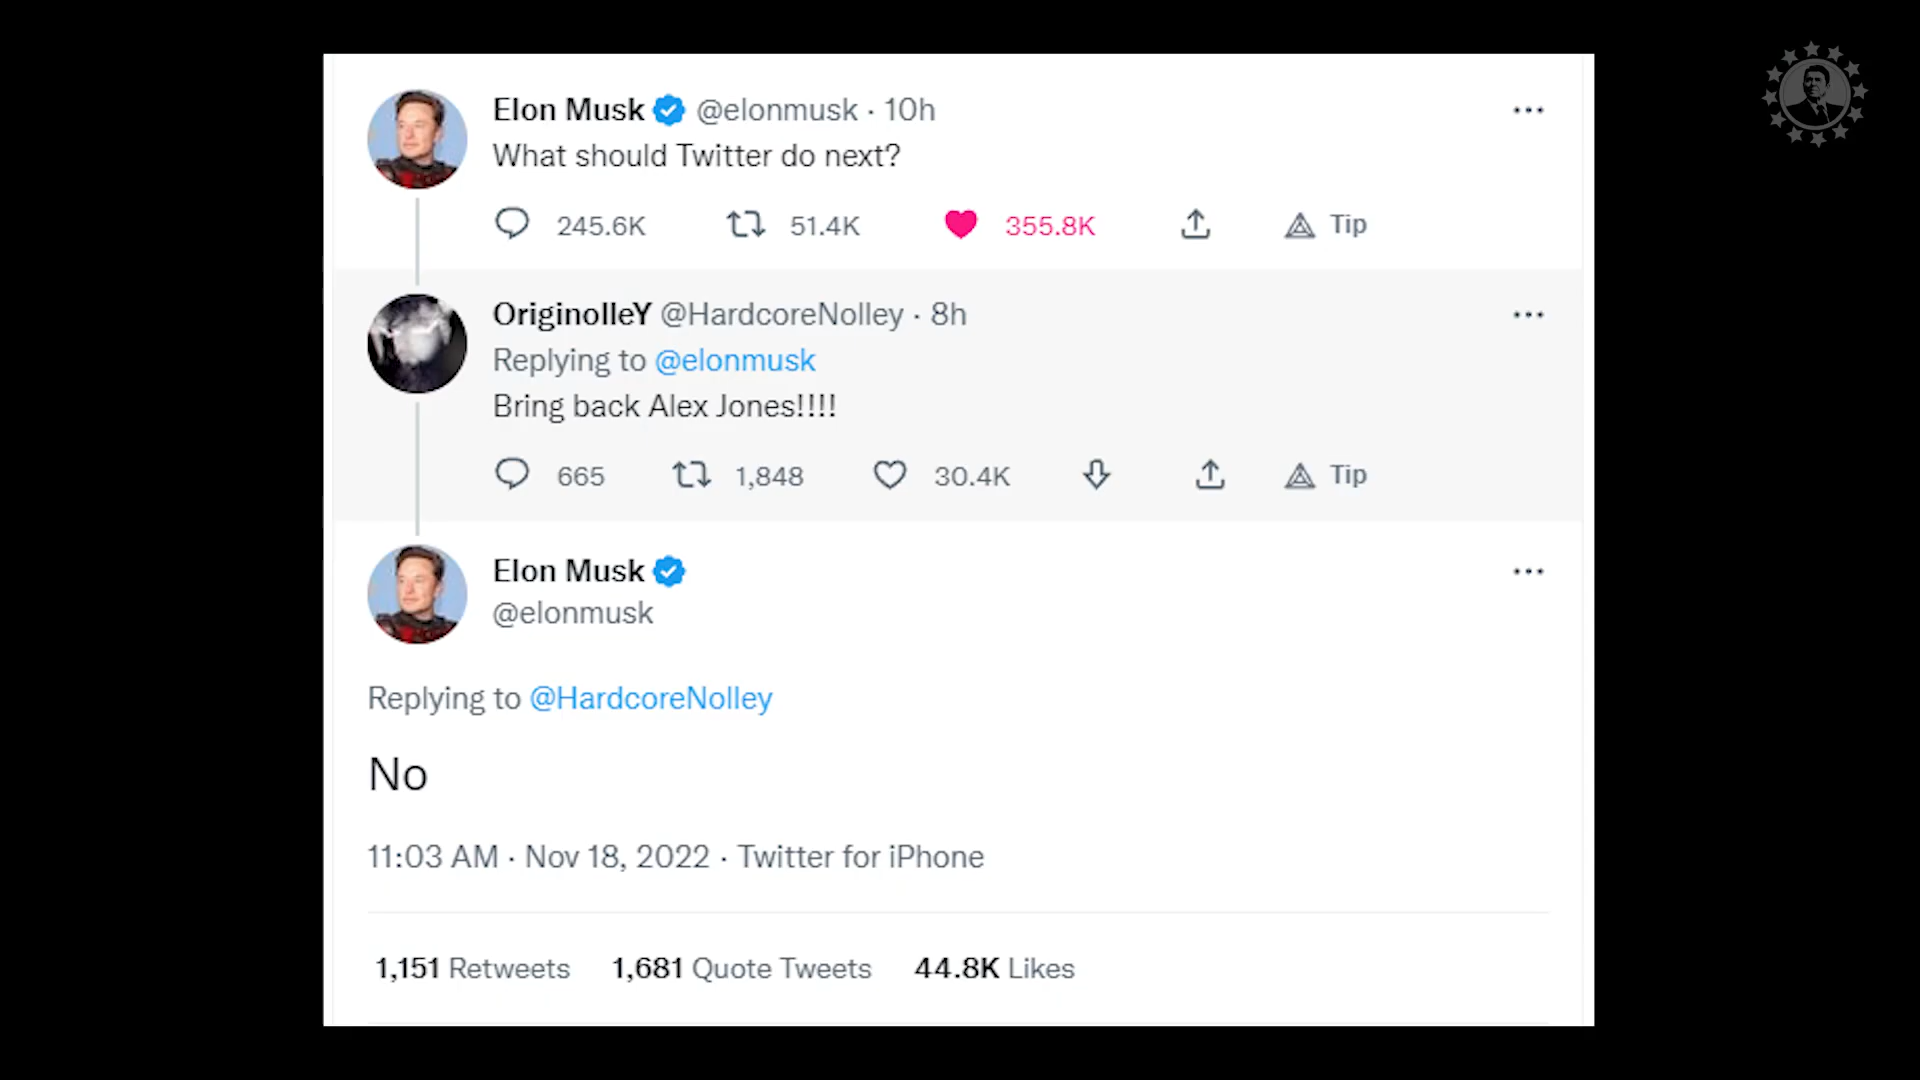 Elon Musk @elonmusk · 10h
What should Twitter do next?
245.6K 51.4K 355.8K Tip
OriginolleY @HardcoreNolley · 8h
Replying to @elonmusk
Bring back Alex Jones!!!!
665 1,848 30.4K Tip
Elon Musk
@elonmusk
Replying to @HardcoreNolley
No
11:03 AM · Nov 18, 2022 · Twitter for iPhone
1,151 Retweets 1,681 Quote Tweets 44.8K Likes